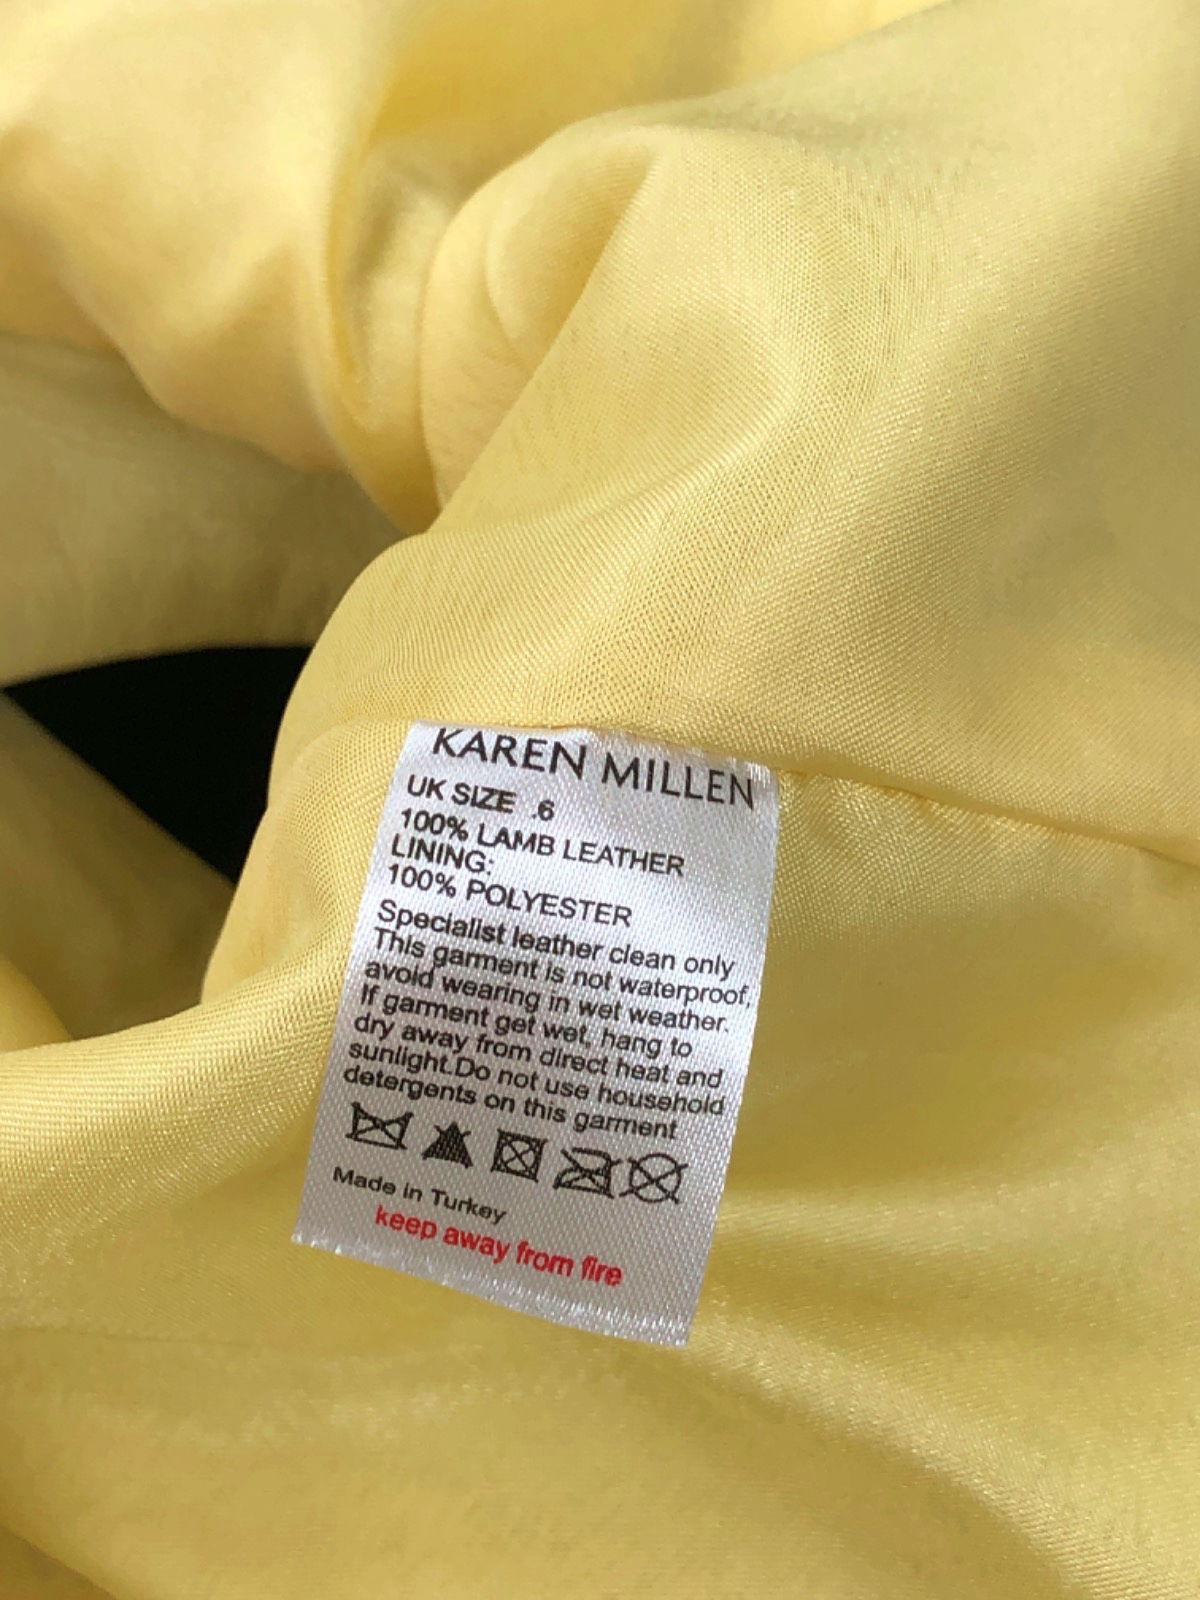 KAREN MILLEN
UK SIZE .6
100% LAMB LEATHER
LINING:
100% POLYESTER
Specialist leather clean only
This garment is not waterproof,
avoid wearing in wet weather.
If garment get wet, hang to
dry away from direct heat and
sunlight.Do not use household
detergents on this garment
Made in Turkey
keep away from fire